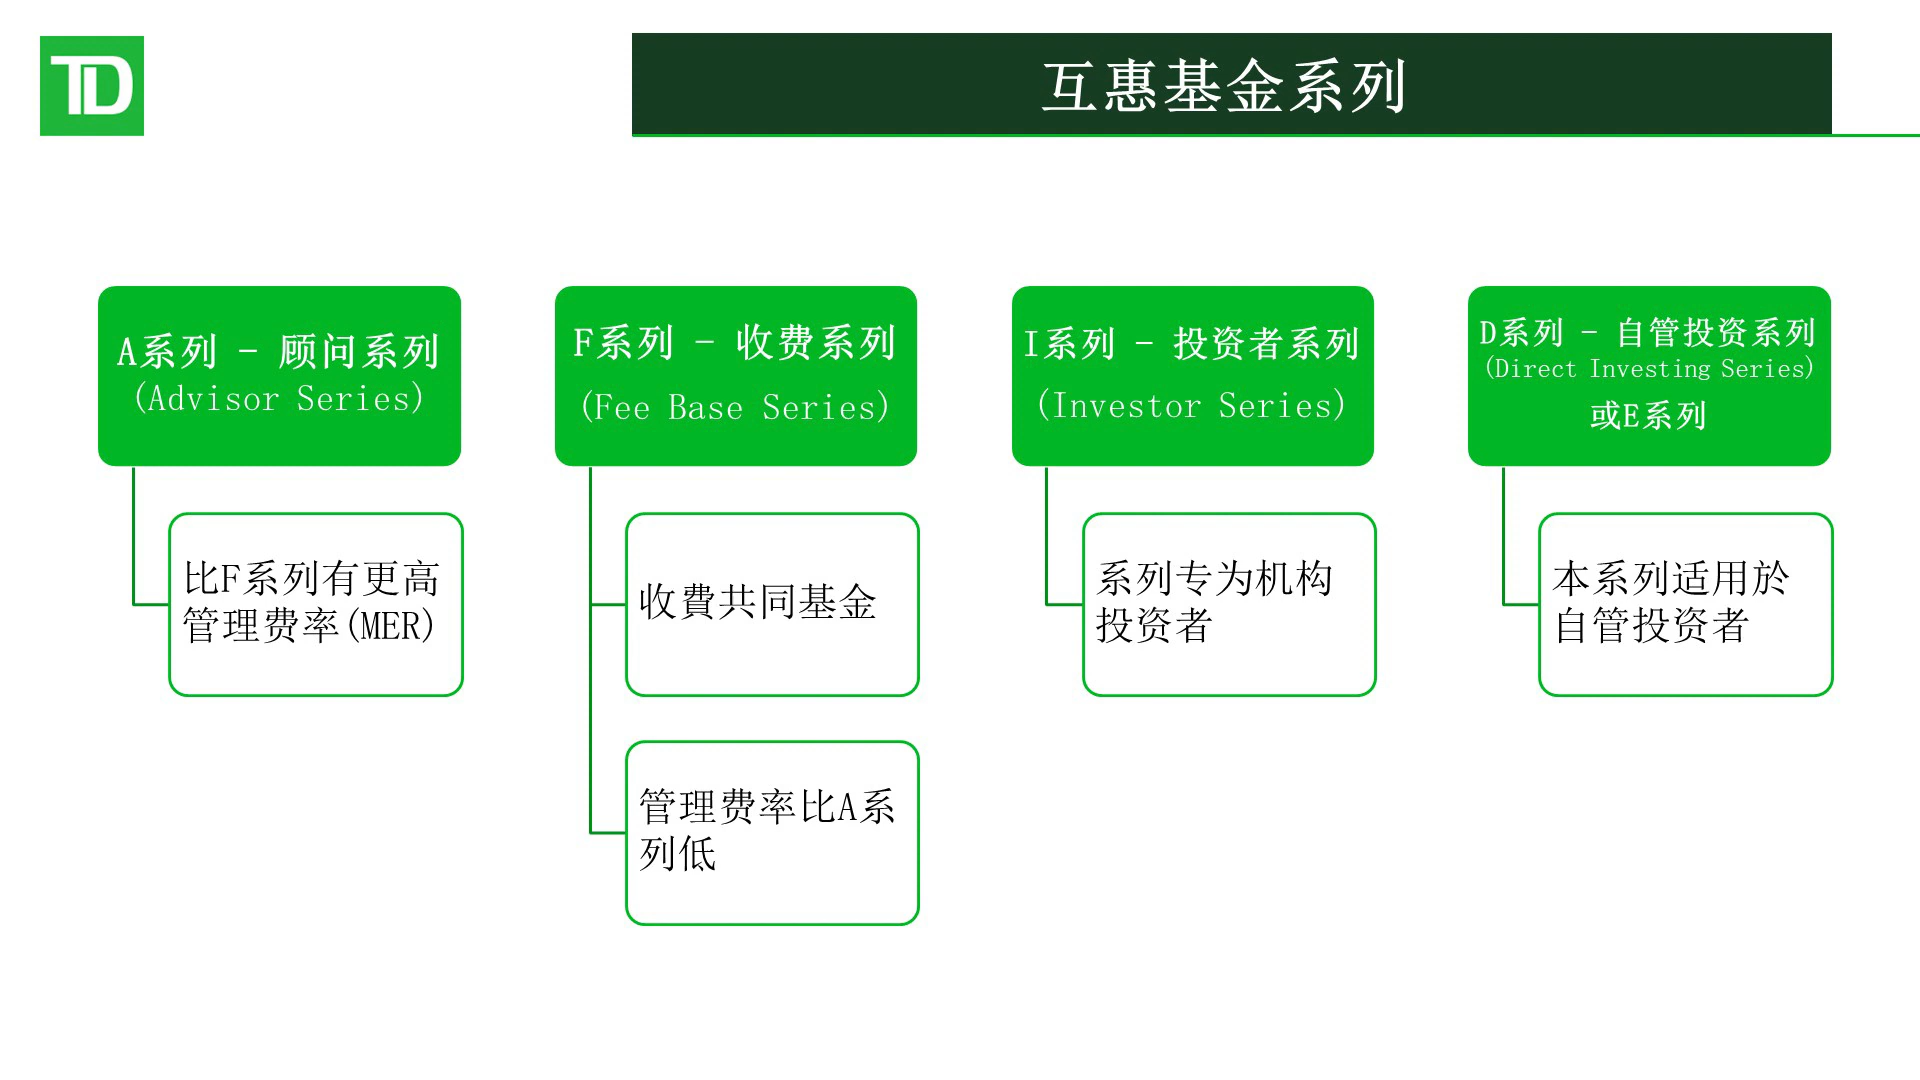 TD
互惠基金系列
A系列 - 顾问系列
(Advisor Series)
比F系列有更高
管理费率(MER)
F系列 - 收费系列
(Fee Base Series)
收費共同基金
管理费率比A系
列低
I系列 - 投资者系列
(Investor Series)
系列专为机构
投资者
D系列 - 自管投资系列
(Direct Investing Series)
或E系列
本系列适用於
自管投资者